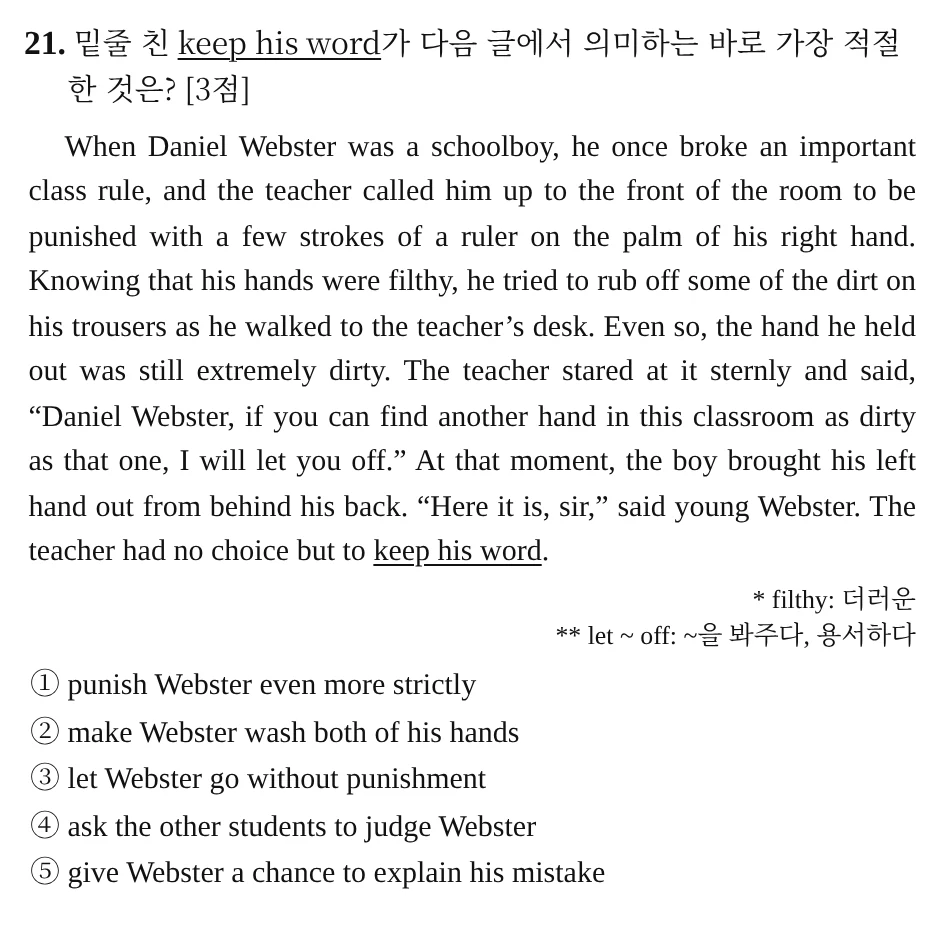 21. 밑줄 친 keep his word가 다음 글에서 의미하는 바로 가장 적절
한 것은? [3점]
When Daniel Webster was a schoolboy, he once broke an important
class rule, and the teacher called him up to the front of the room to be
punished with a few strokes of a ruler on the palm of his right hand.
Knowing that his hands were filthy, he tried to rub off some of the dirt on
his trousers as he walked to the teacher’s desk. Even so, the hand he held
out was still extremely dirty. The teacher stared at it sternly and said,
“Daniel Webster, if you can find another hand in this classroom as dirty
as that one, I will let you off.” At that moment, the boy brought his left
hand out from behind his back. “Here it is, sir,” said young Webster. The
teacher had no choice but to keep his word.
* filthy: 더러운
** let ~ off: ~을 봐주다, 용서하다
① punish Webster even more strictly
② make Webster wash both of his hands
③ let Webster go without punishment
④ ask the other students to judge Webster
⑤ give Webster a chance to explain his mistake